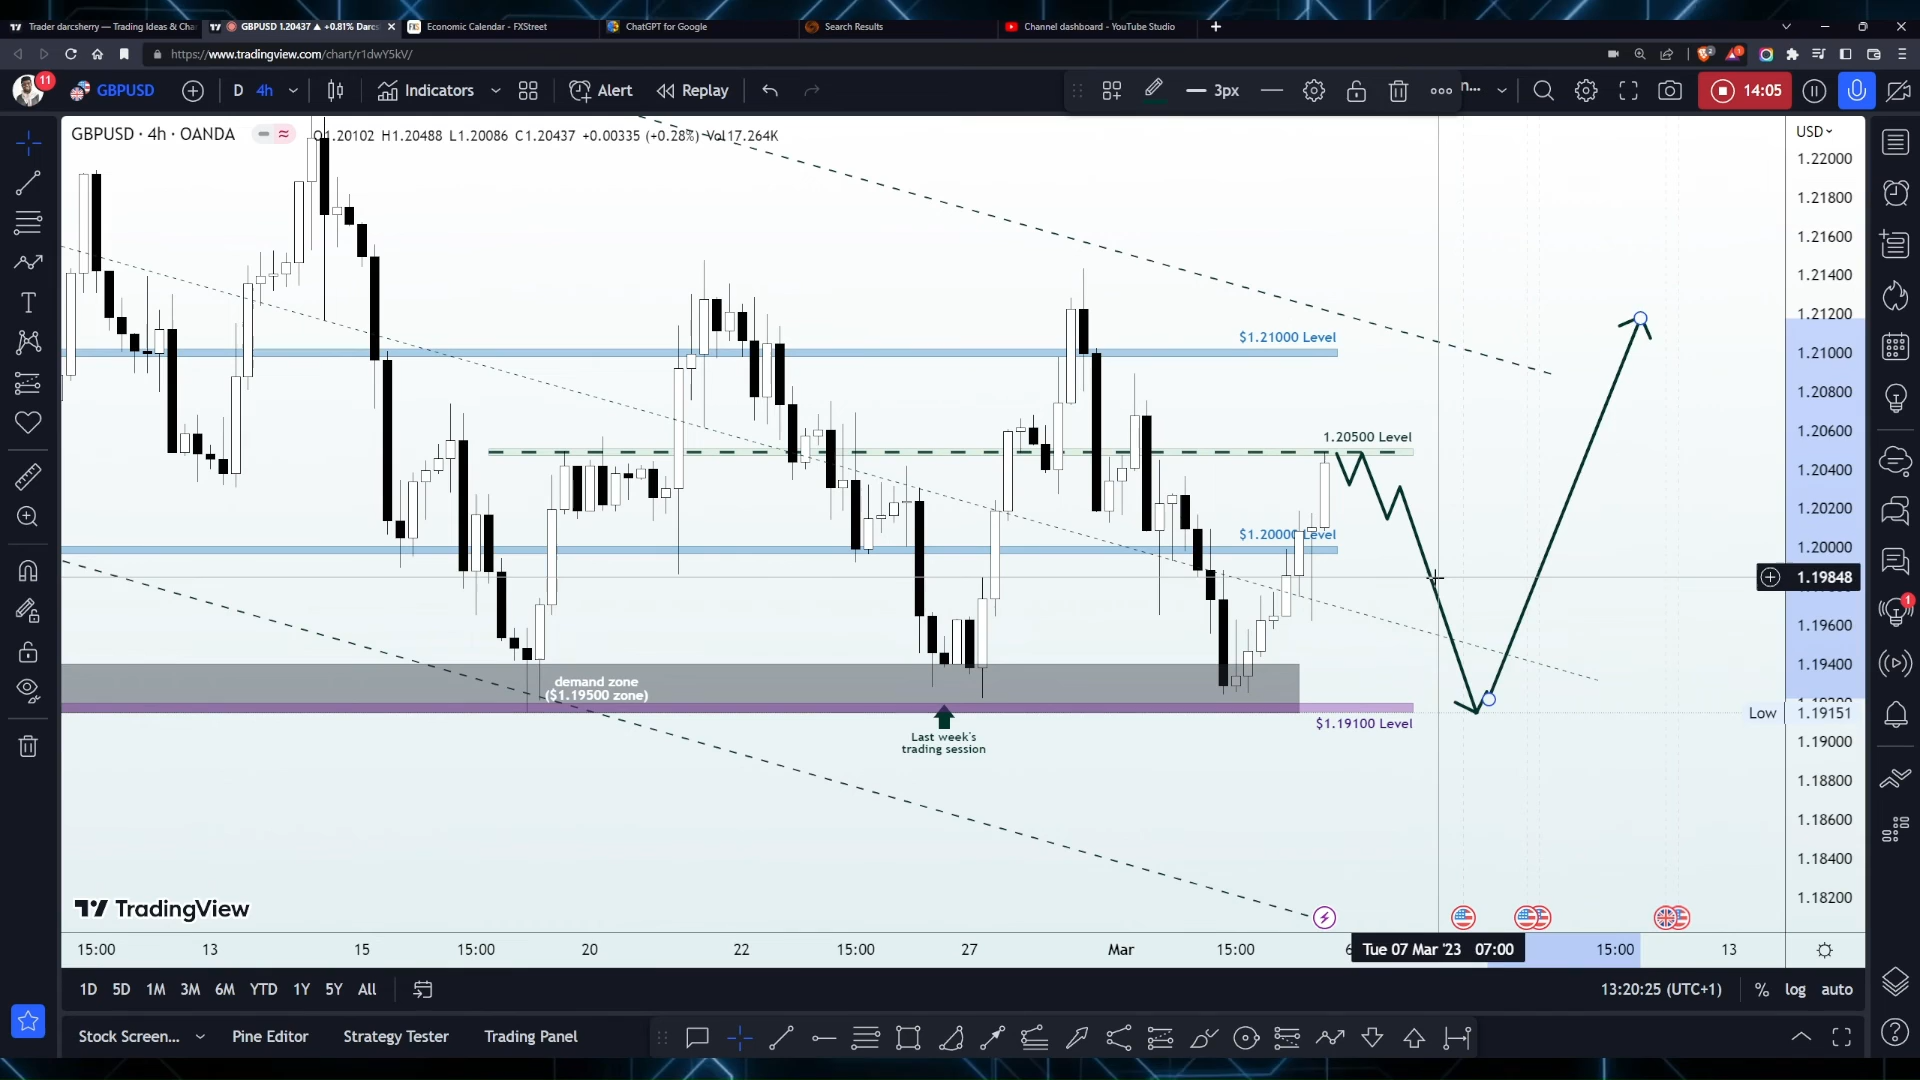 Trader darcsherry — Trading Ideas & Cha
GBPUSD 1.20437 ▲ +0.81% Darcs
Economic Calendar - FXStreet
ChatGPT for Google
Search Results
Channel dashboard - YouTube Studio
https://www.tradingview.com/chart/r1dwY5kV/
11
GBPUSD
D
4h
Indicators
Alert
Replay
3px
14:05
GBPUSD · 4h · OANDA
O1.20102 H1.20488 L1.20086 C1.20437 +0.00335 (+0.28%) Vol17.264K
USD
1.22000
1.21800
1.21600
1.21400
1.21200
1.21000
1.20800
1.20600
1.20400
1.20200
1.20000
1.19848
1.19600
1.19400
Low 1.19151
1.19000
1.18800
1.18600
1.18400
1.18200
$1.21000 Level
1.20500 Level
$1.20000 Level
demand zone
($1.19500 zone)
$1.19100 Level
Last week's
trading session
TradingView
15:00
13
15
15:00
20
22
15:00
27
Mar
15:00
6
Tue 07 Mar '23 07:00
15:00
13
1D
5D
1M
3M
6M
YTD
1Y
5Y
All
13:20:25 (UTC+1)
%
log
auto
Stock Screen...
Pine Editor
Strategy Tester
Trading Panel